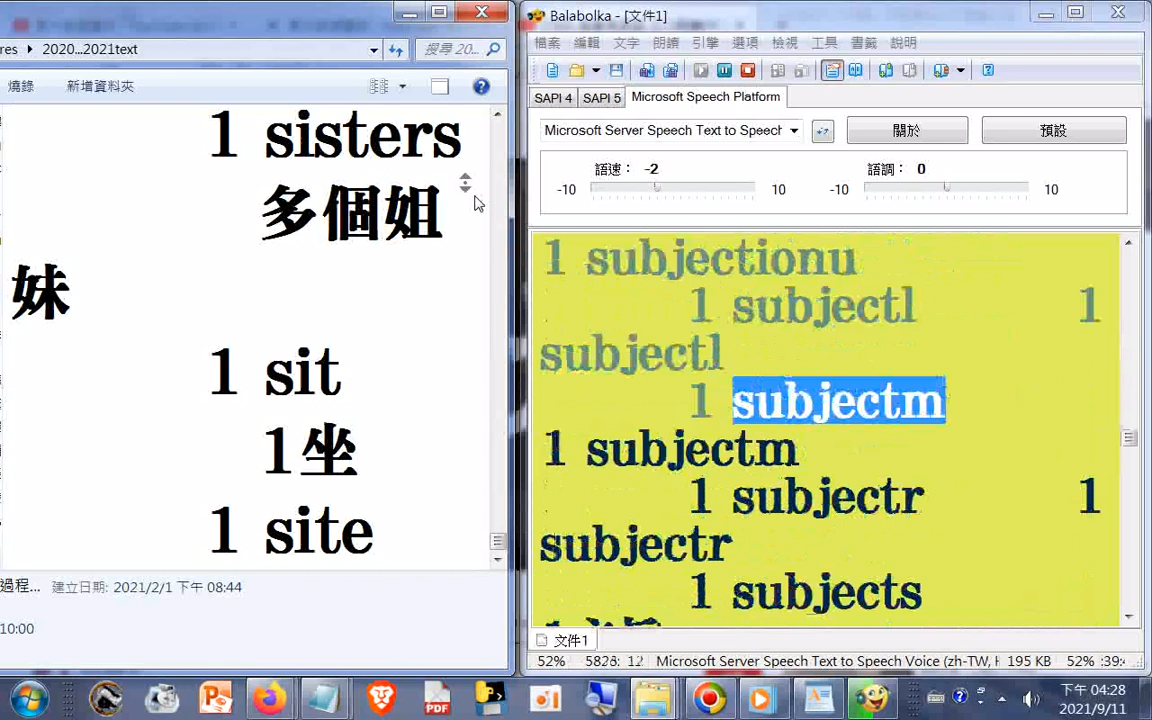 res ▸ 2020...2021text
搜尋 20...
燒錄 新增資料夾
1 sisters
多個姐
妹
1 sit
1坐
1 site
過程... 建立日期: 2021/2/1 下午 08:44
10:00
Balabolka - [文件1]
檔案 編輯 文字 朗讀 引擎 選項 檢視 工具 書籤 說明
SAPI 4 SAPI 5 Microsoft Speech Platform
Microsoft Server Speech Text to Speech 關於 預設
語速： -2 語調： 0
-10 10 -10 10
1 subjectionu
1 subjectl 1
subjectl
1 subjectm
1 subjectm
1 subjectr 1
subjectr
1 subjects
文件1
52% 5828: 12 Microsoft Server Speech Text to Speech Voice (zh-TW, 195 KB 52%
PDF
下午 04:28
2021/9/11